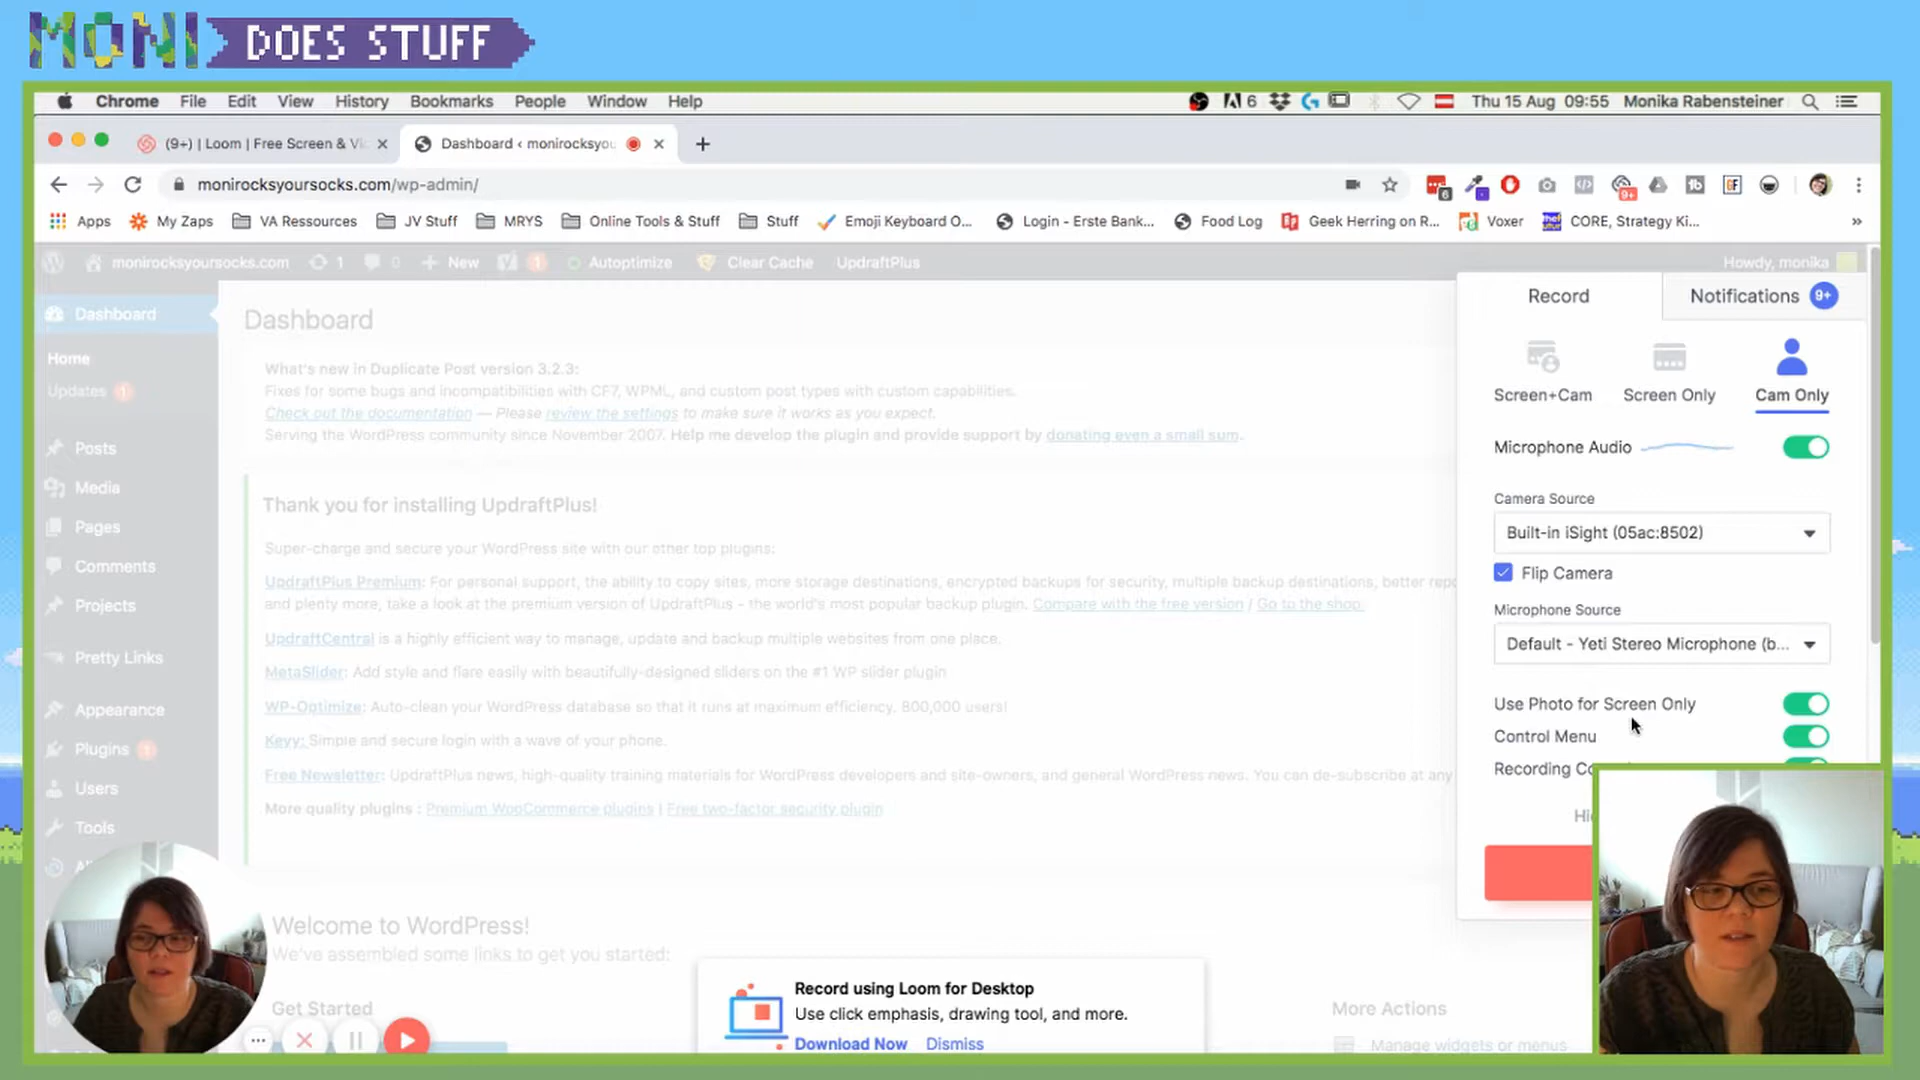 MONI DOES STUFF
Chrome File Edit View History Bookmarks People Window Help
6 Thu 15 Aug 09:55 Monika Rabensteiner
(9+) | Loom | Free Screen & Vi
Dashboard ‹ monirocksyou
monirocksyoursocks.com/wp-admin/
6 9+
Apps My Zaps VA Ressources JV Stuff MRYS Online Tools & Stuff Stuff Emoji Keyboard O... Login - Erste Bank... Food Log Geek Herring on R... Voxer CORE, Strategy Ki... »
monirocksyoursocks.com 1 0 New 1 Autoptimize Clear Cache UpdraftPlus Howdy, monika
Dashboard
Home
Updates 1
Posts
Media
Pages
Comments
Projects
Pretty Links
Appearance
Plugins 1
Users
Tools
Dashboard
What's new in Duplicate Post version 3.2.3:
Fixes for some bugs and incompatibilities with CF7, WPML, and custom post types with custom capabilities.
Check out the documentation — Please review the settings to make sure it works as you expect.
Serving the WordPress community since November 2007. Help me develop the plugin and provide support by donating even a small sum.
Thank you for installing UpdraftPlus!
Super-charge and secure your WordPress site with our other top plugins:
UpdraftPlus Premium: For personal support, the ability to copy sites, more storage destinations, encrypted backups for security, multiple backup destinations, better repo
and plenty more, take a look at the premium version of UpdraftPlus - the world's most popular backup plugin. Compare with the free version / Go to the shop.
UpdraftCentral is a highly efficient way to manage, update and backup multiple websites from one place.
MetaSlider: Add style and flare easily with beautifully-designed sliders on the #1 WP slider plugin
WP-Optimize: Auto-clean your WordPress database so that it runs at maximum efficiency. 800,000 users!
Keyy: Simple and secure login with a wave of your phone.
Free Newsletter: UpdraftPlus news, high-quality training materials for WordPress developers and site-owners, and general WordPress news. You can de-subscribe at any
More quality plugins : Premium WooCommerce plugins | Free two-factor security plugin
Welcome to WordPress!
We've assembled some links to get you started:
Get Started
More Actions
Manage widgets or menus
Record using Loom for Desktop
Use click emphasis, drawing tool, and more.
Download Now Dismiss
Record Notifications 9+
Screen+Cam Screen Only Cam Only
Microphone Audio
Camera Source
Built-in iSight (05ac:8502)
Flip Camera
Microphone Source
Default - Yeti Stereo Microphone (b...
Use Photo for Screen Only
Control Menu
Recording